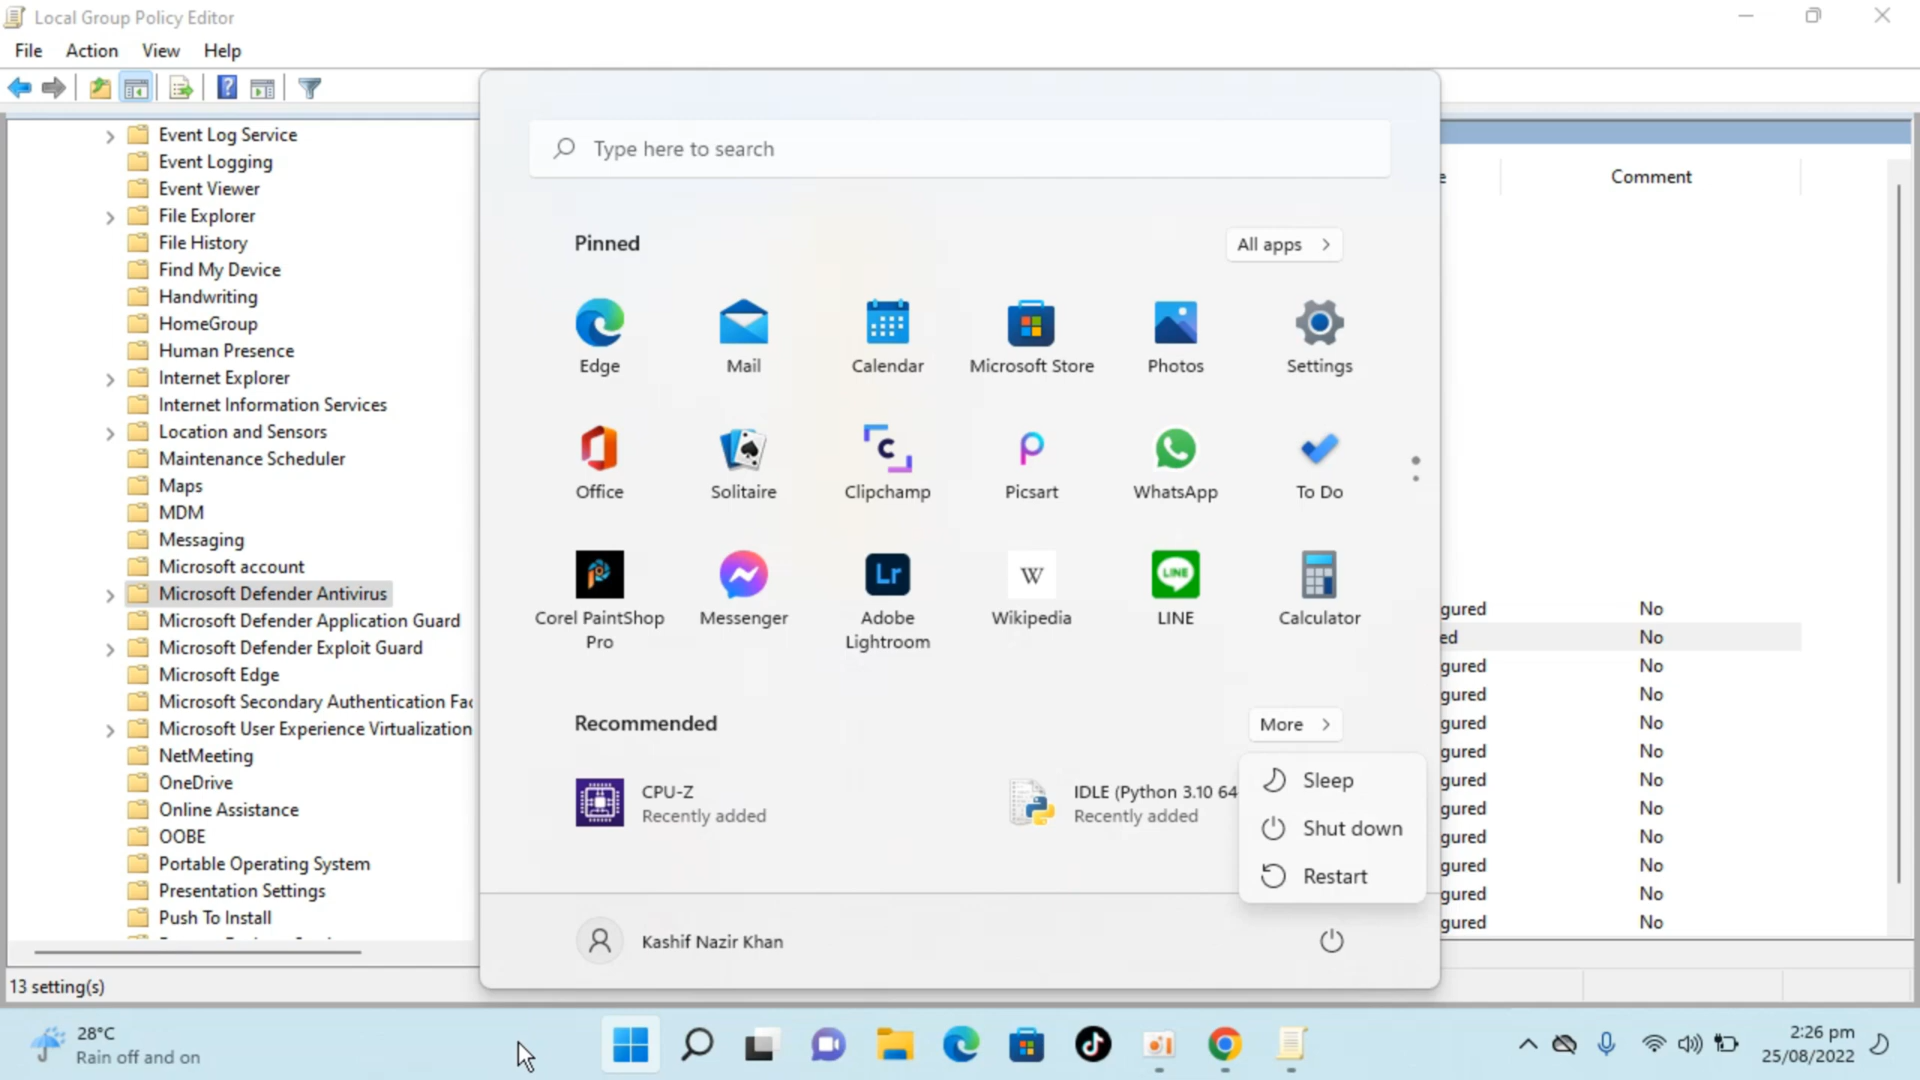 Local Group Policy Editor
File Action View Help
Event Log Service
Event Logging
Event Viewer
File Explorer
File History
Find My Device
Handwriting
HomeGroup
Human Presence
Internet Explorer
Internet Information Services
Location and Sensors
Maintenance Scheduler
Maps
MDM
Messaging
Microsoft account
Microsoft Defender Antivirus
Microsoft Defender Application Guard
Microsoft Defender Exploit Guard
Microsoft Edge
Microsoft Secondary Authentication Fac
Microsoft User Experience Virtualization
NetMeeting
OneDrive
Online Assistance
OOBE
Portable Operating System
Presentation Settings
Push To Install
13 setting(s)
Type here to search
Pinned
All apps
Edge
Mail
Calendar
Microsoft Store
Photos
Settings
Office
Solitaire
Clipchamp
Picsart
WhatsApp
To Do
Corel PaintShop
Pro
Messenger
Lr
Adobe
Lightroom
W
Wikipedia
LINE
LINE
Calculator
Recommended
More
CPU-Z
Recently added
IDLE (Python 3.10 64
Recently added
Sleep
Shut down
Restart
Kashif Nazir Khan
e
Comment
gured No
ed No
gured No
gured No
gured No
gured No
gured No
gured No
gured No
gured No
gured No
gured No
28°C
Rain off and on
2:26 pm
25/08/2022